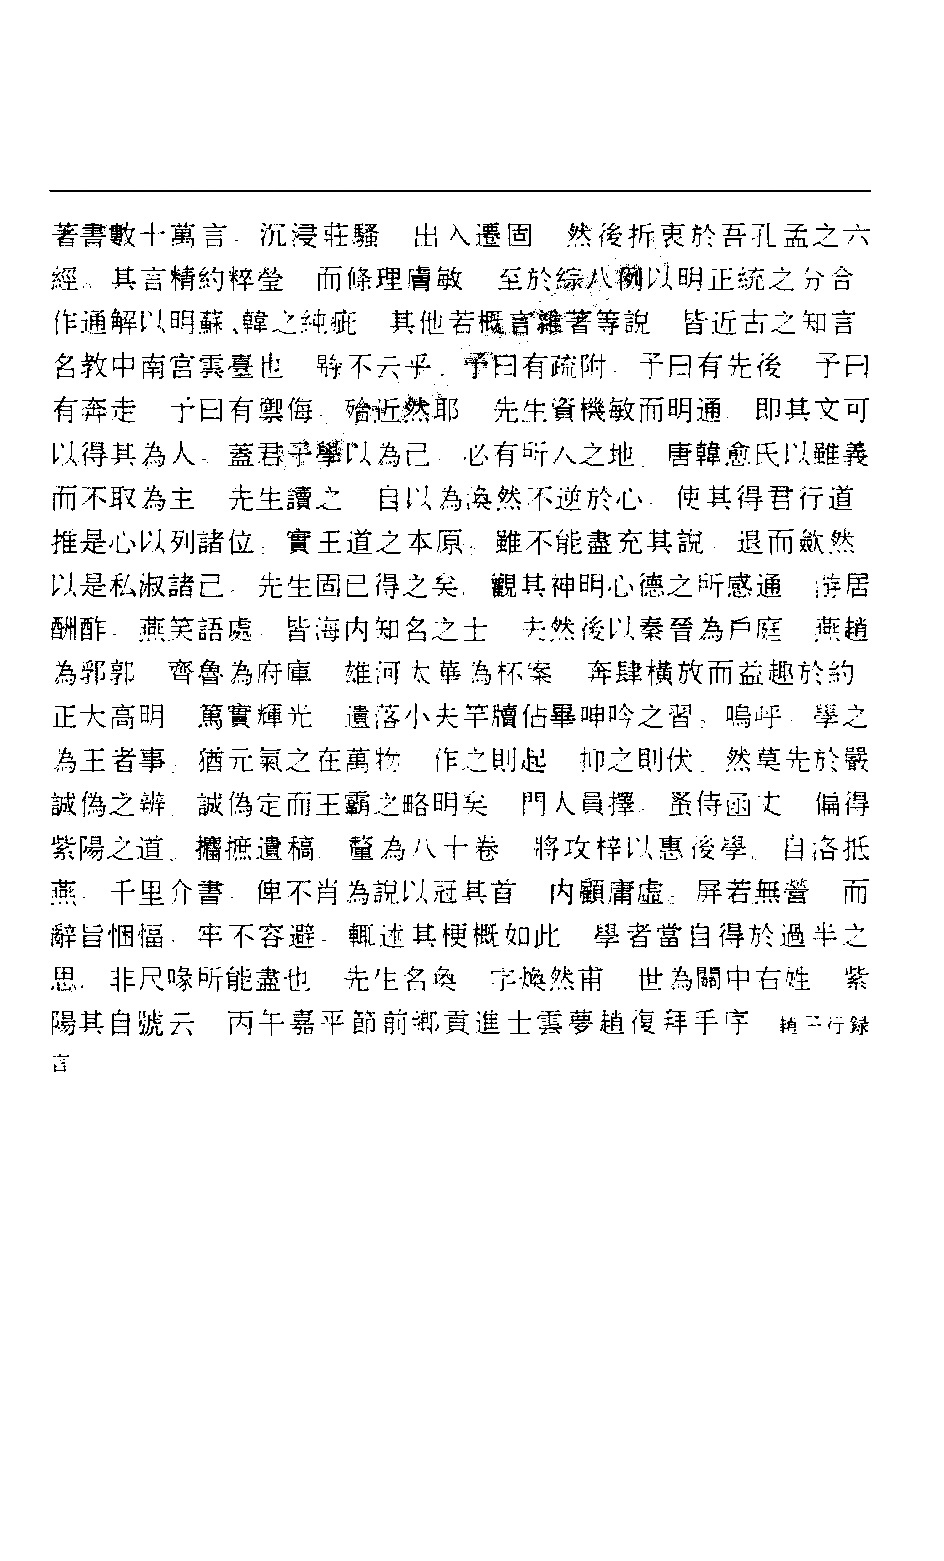 著書數十萬言．沉浸莊騷　出入遷固　然後折衷於吾孔孟之六
經．其言精約粹瑩　而條理膚敏　至於綜八例以明正統之分合
作通解以明蘇、韓之純疵　其他若概言雜著等說　皆近古之知言
名教中南宮雲臺也　詩不云乎．予曰有疏附．予曰有先後　予曰
有奔走　予曰有禦侮．殆近然耶　先生資機敏而明通　即其文可
以得其為人．蓋君子學以為己．必有所入之地．唐韓愈氏以雖義
而不取為主　先生讀之　自以為渙然不逆於心．使其得君行道
推是心以列諸位．實王道之本原．雖不能盡充其說．退而歛然
以是私淑諸己．先生固已得之矣．觀其神明心德之所感通　游居
酬酢．燕笑語處．皆海内知名之士　夫然後以秦晉為戶庭　燕趙
為郛郭　齊魯為府庫　雄河太華為杯案　奔肆橫放而益趣於約
正大高明　篤實輝光　遺落小夫竿牘佔畢呻吟之習．嗚呼．學之
為王者事．猶元氣之在萬物　作之則起　抑之則伏．然莫先於嚴
誠偽之辨．誠偽定而王霸之略明矣　門人員擇．蚤侍函丈　偏得
紫陽之道．攟摭遺稿．釐為八十卷　將攻梓以惠後學．自洛抵
燕．千里介書．俾不肖為說以冠其首　内顧庸虛．屏若無營　而
辭旨悃愊．牢不容避．輒述其梗概如此　學者當自得於過半之
思．非尺喙所能盡也　先生名奐　字煥然甫　世為關中右姓　紫
陽其自號云　丙午嘉平節前鄉貢進士雲夢趙復拜手序　趙子行錄
言